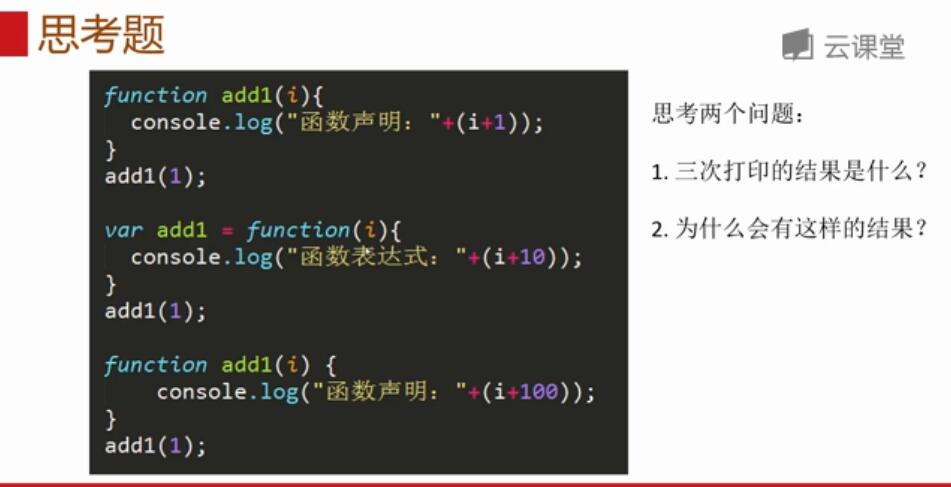 思考题
云课堂
function add1(i){
console.log("函数声明: "+(i+1));
}
add1(1);
var add1 = function(i){
console.log("函数表达式: "+(i+10));
}
add1(1);
function add1(i) {
console.log("函数声明: "+(i+100));
}
add1(1);
思考两个问题:
1. 三次打印的结果是什么?
2. 为什么会有这样的结果?